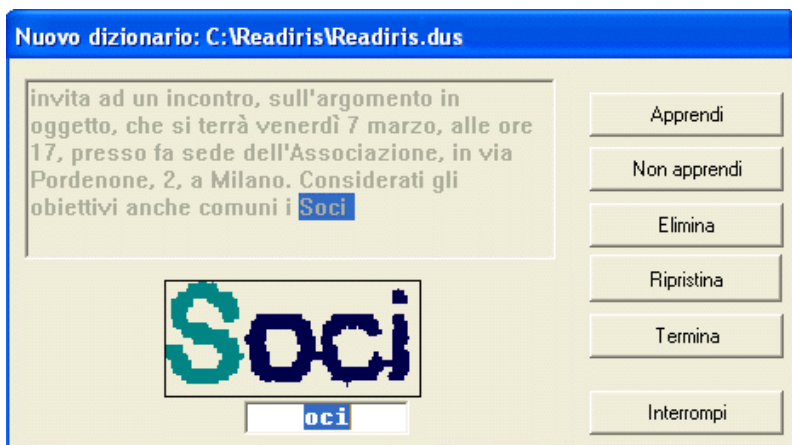 Nuovo dizionario: C:\Readiris\Readiris.dus
invita ad un incontro, sull'argomento in
oggetto, che si terrà venerdì 7 marzo, alle ore
17, presso fa sede dell'Associazione, in via
Pordenone, 2, a Milano. Considerati gli
obiettivi anche comuni i Soci
Soci
oci
Apprendi
Non apprendi
Elimina
Ripristina
Termina
Interrompi